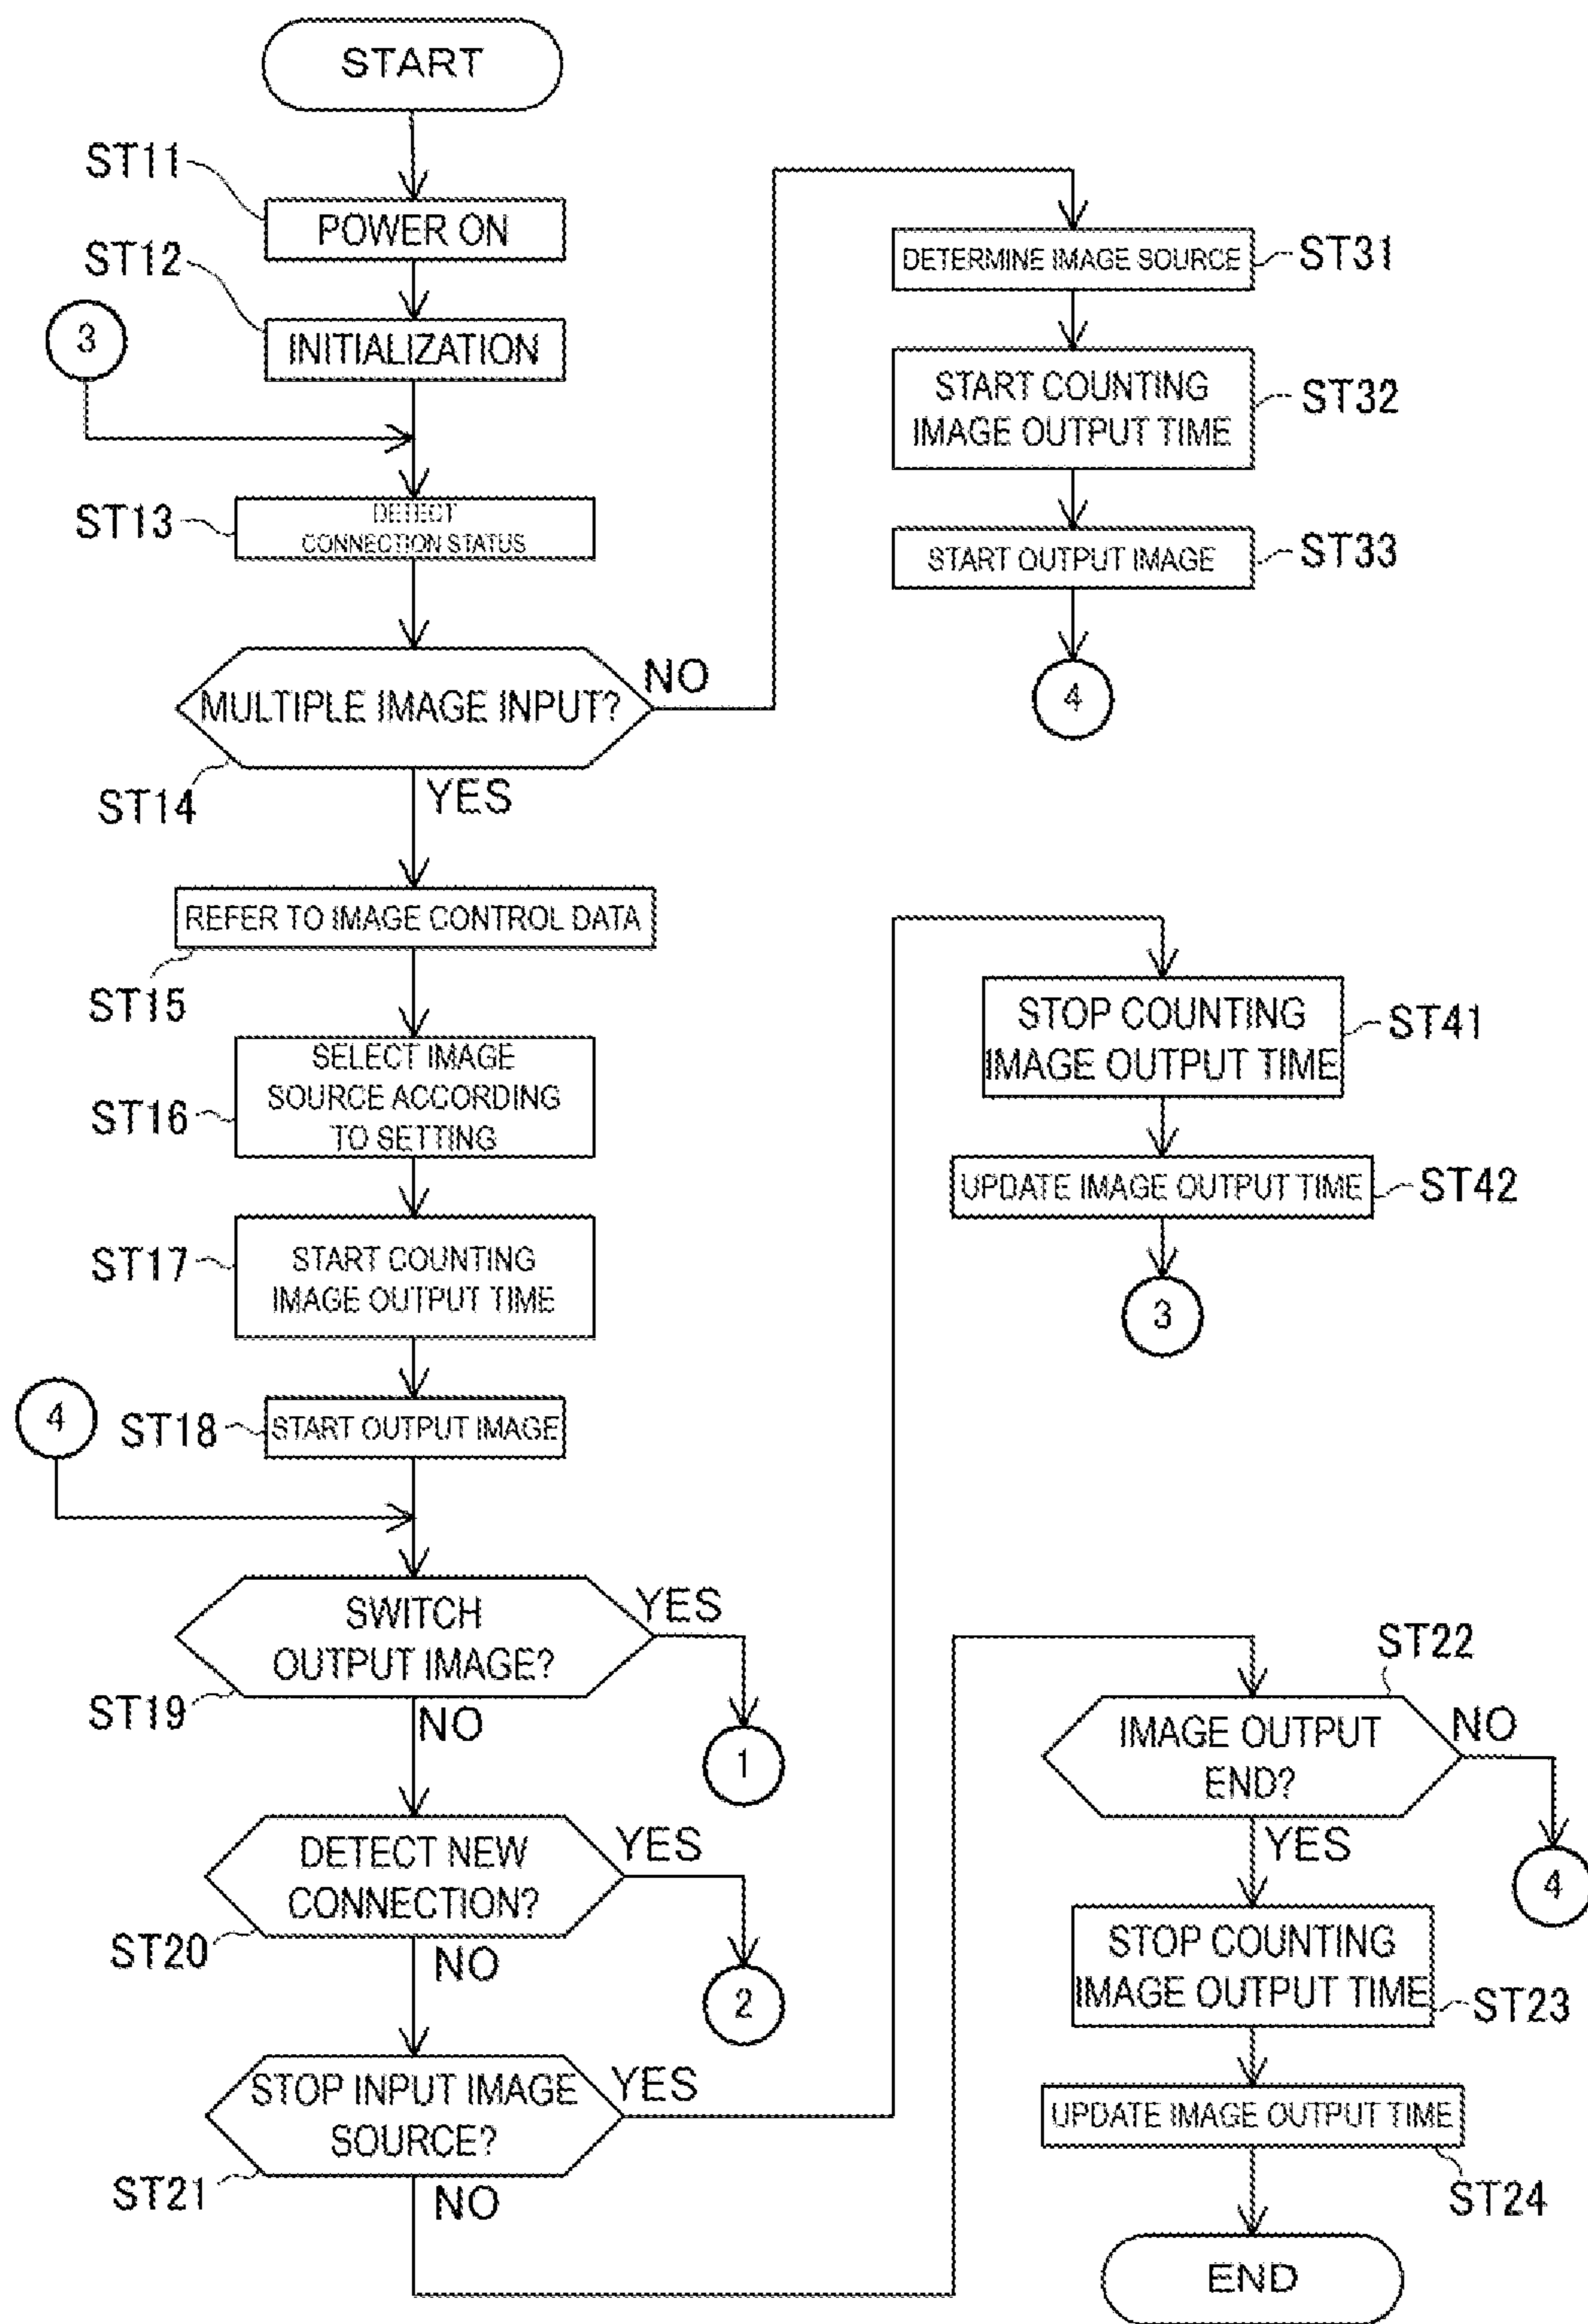 START
ST11
POWER ON
ST12
INITIALIZATION
3
ST13
DETECT
CONNECTION STATUS
MULTIPLE IMAGE INPUT?
NO
ST14
YES
DETERMINE IMAGE SOURCE
ST31
START COUNTING
IMAGE OUTPUT TIME
ST32
START OUTPUT IMAGE
ST33
4
REFER TO IMAGE CONTROL DATA
ST15
SELECT IMAGE
SOURCE ACCORDING
TO SETTING
ST16
START COUNTING
IMAGE OUTPUT TIME
ST17
4
ST18
START OUTPUT IMAGE
SWITCH
OUTPUT IMAGE?
YES
ST19
NO
1
DETECT NEW
CONNECTION?
YES
ST20
NO
2
STOP INPUT IMAGE
SOURCE?
YES
ST21
NO
STOP COUNTING
IMAGE OUTPUT TIME
ST41
UPDATE IMAGE OUTPUT TIME
ST42
3
ST22
IMAGE OUTPUT
END?
NO
YES
4
STOP COUNTING
IMAGE OUTPUT TIME
ST23
UPDATE IMAGE OUTPUT TIME
ST24
END